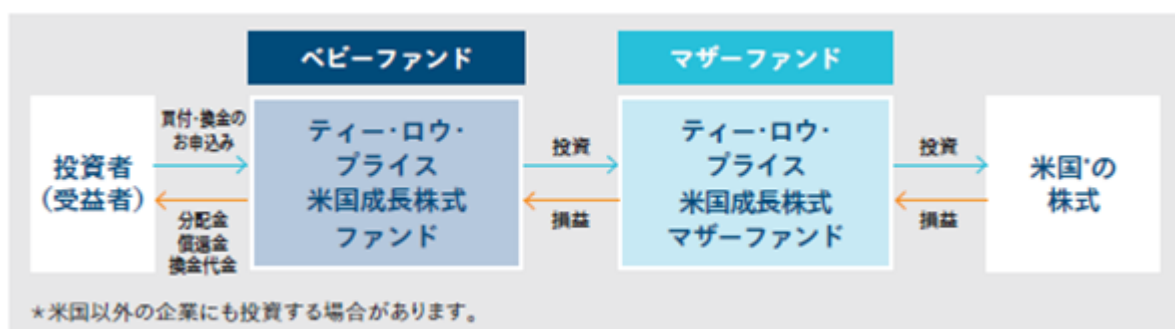 ベビーファンド
マザーファンド
投資者
（受益者）
買付・換金の
お申込み
分配金
償還金
換金代金
ティー・ロウ・
プライス
米国成長株式
ファンド
投資
損益
ティー・ロウ・
プライス
米国成長株式
マザーファンド
投資
損益
米国*の
株式
*米国以外の企業にも投資する場合があります。